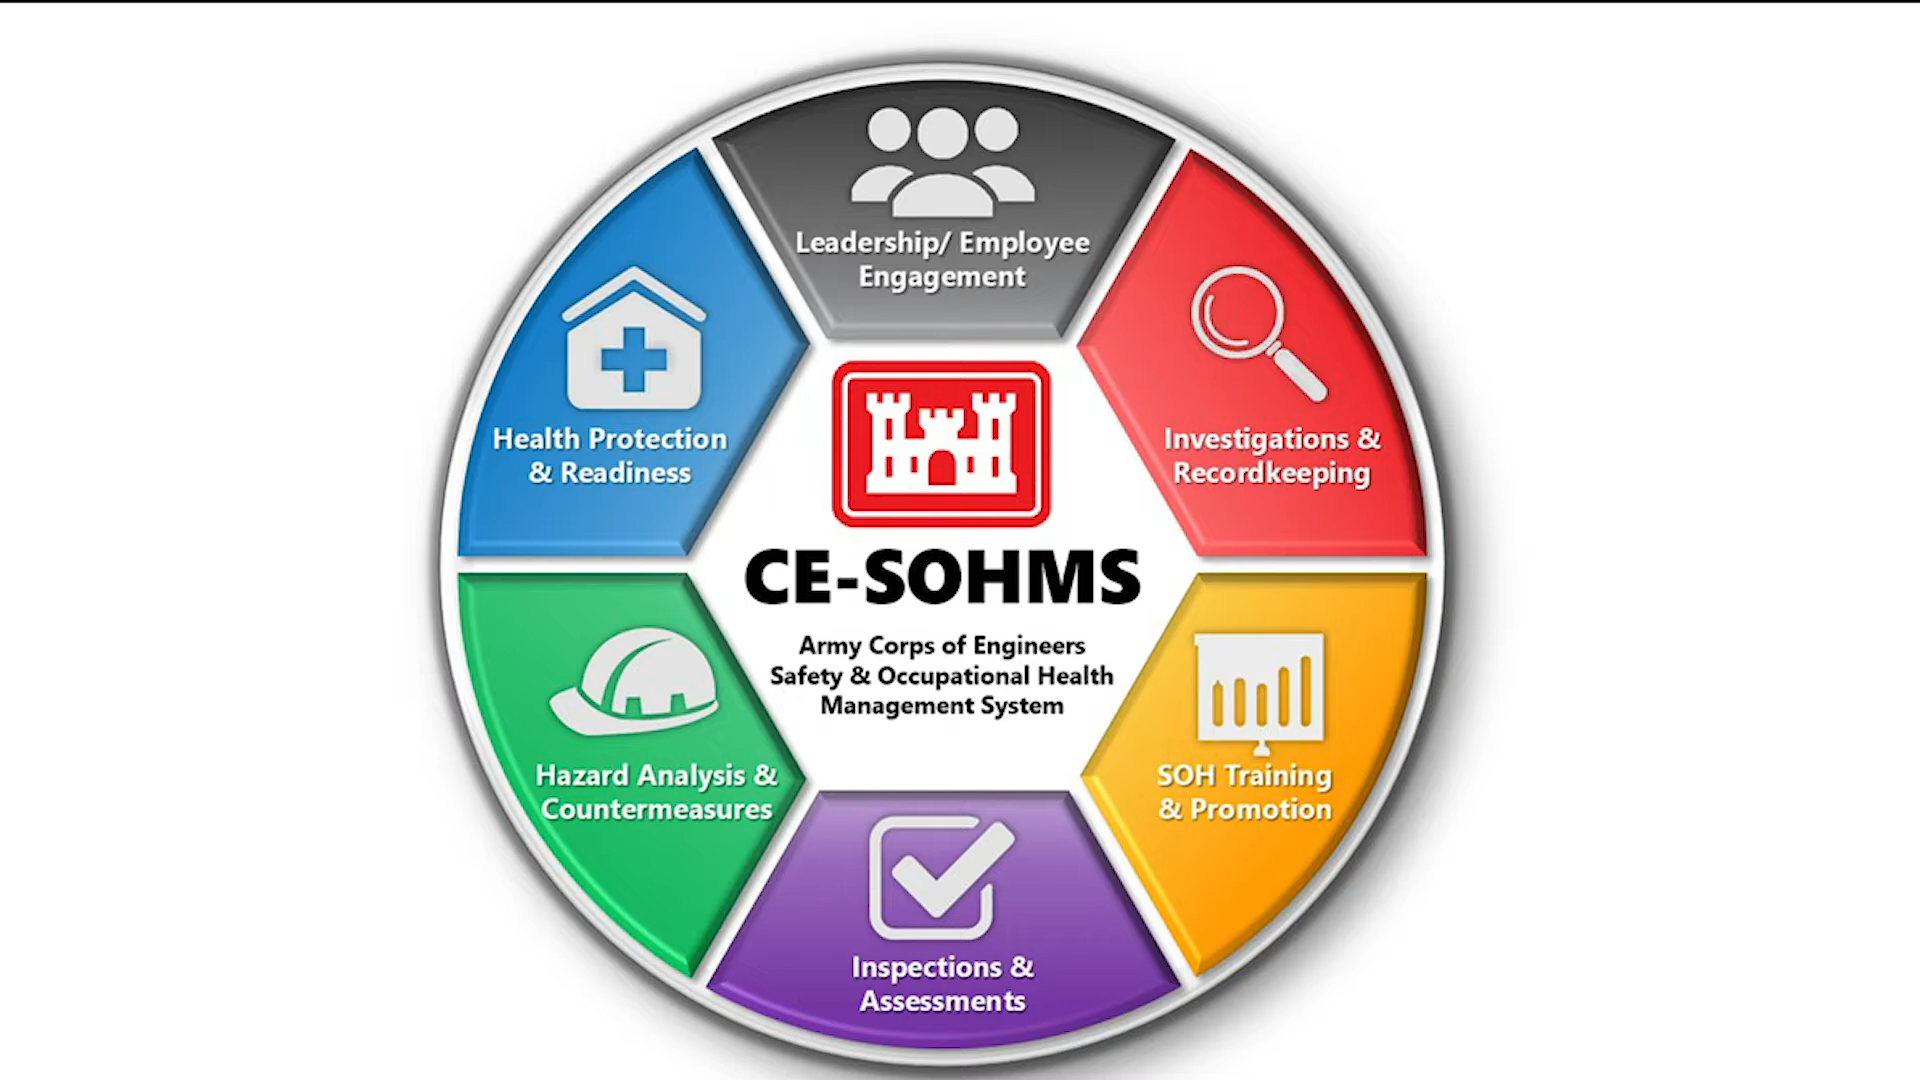 Leadership/ Employee
Engagement
Health Protection
& Readiness
Investigations &
Recordkeeping
CE-SOHMS
Army Corps of Engineers
Safety & Occupational Health
Management System
Hazard Analysis &
Countermeasures
SOH Training
& Promotion
Inspections &
Assessments